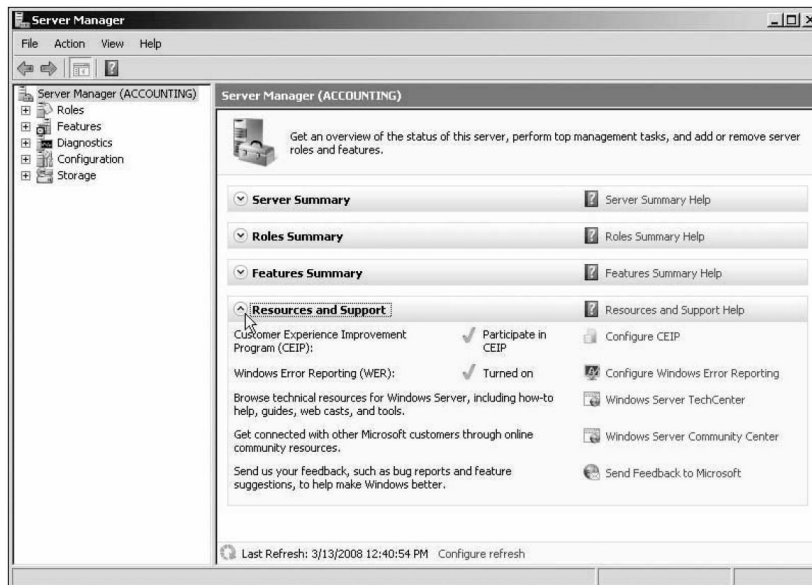 Server Manager
File Action View Help
Server Manager (ACCOUNTING)
Roles
Features
Diagnostics
Configuration
Storage
Server Manager (ACCOUNTING)
Get an overview of the status of this server, perform top management tasks, and add or remove server
roles and features.
Server Summary
Server Summary Help
Roles Summary
Roles Summary Help
Features Summary
Features Summary Help
Resources and Support
Resources and Support Help
Customer Experience Improvement
Program (CEIP):
Participate in
CEIP
Configure CEIP
Windows Error Reporting (WER):
Turned on
Configure Windows Error Reporting
Browse technical resources for Windows Server, including how-to
help, guides, web casts, and tools.
Windows Server TechCenter
Get connected with other Microsoft customers through online
community resources.
Windows Server Community Center
Send us your feedback, such as bug reports and feature
suggestions, to help make Windows better.
Send Feedback to Microsoft
Last Refresh: 3/13/2008 12:40:54 PM Configure refresh